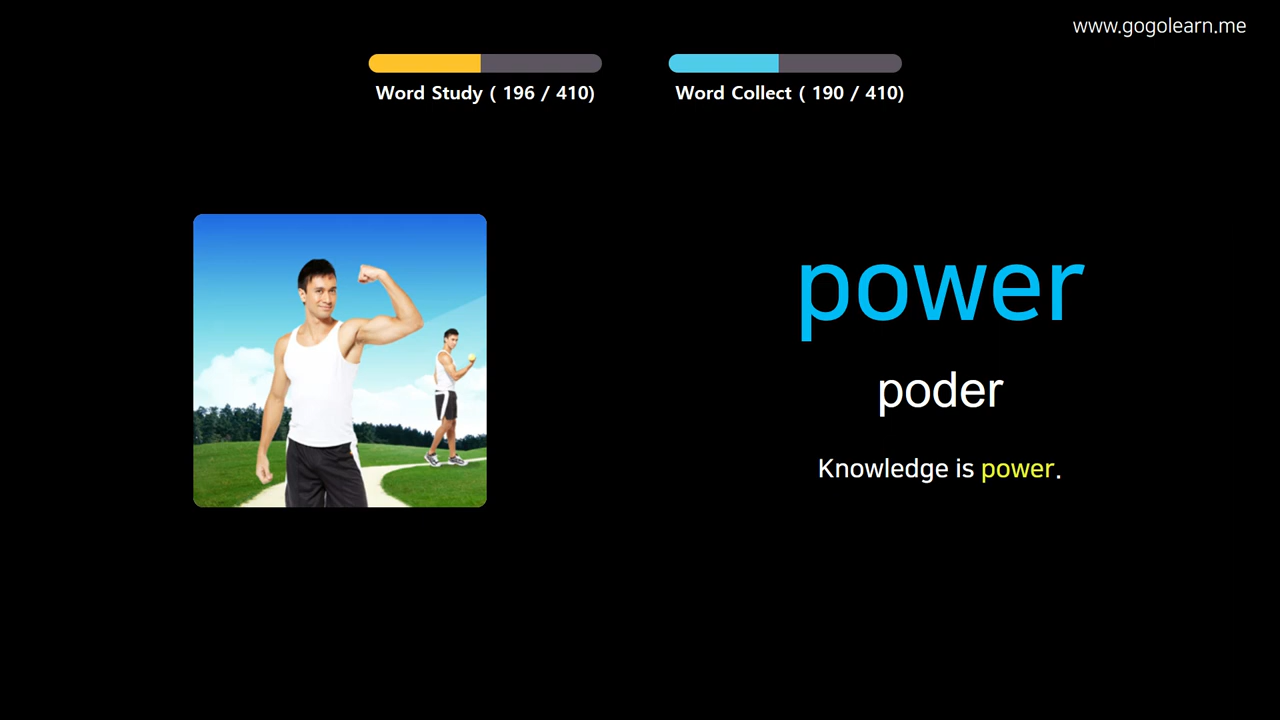 www.gogolearn.me
Word Study ( 196 / 410)
Word Collect ( 190 / 410)
power
poder
Knowledge is power.